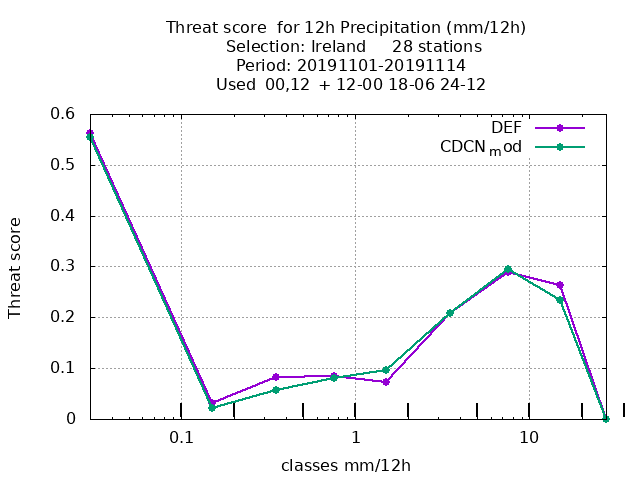 Threat score  for 12h Precipitation (mm/12h)
Selection: Ireland     28 stations
Period: 20191101-20191114
Used  00,12  + 12-00 18-06 24-12
DEF
CDCNmod
0.6
0.5
0.4
0.3
0.2
0.1
0
Threat score
0.1 1 10
classes mm/12h